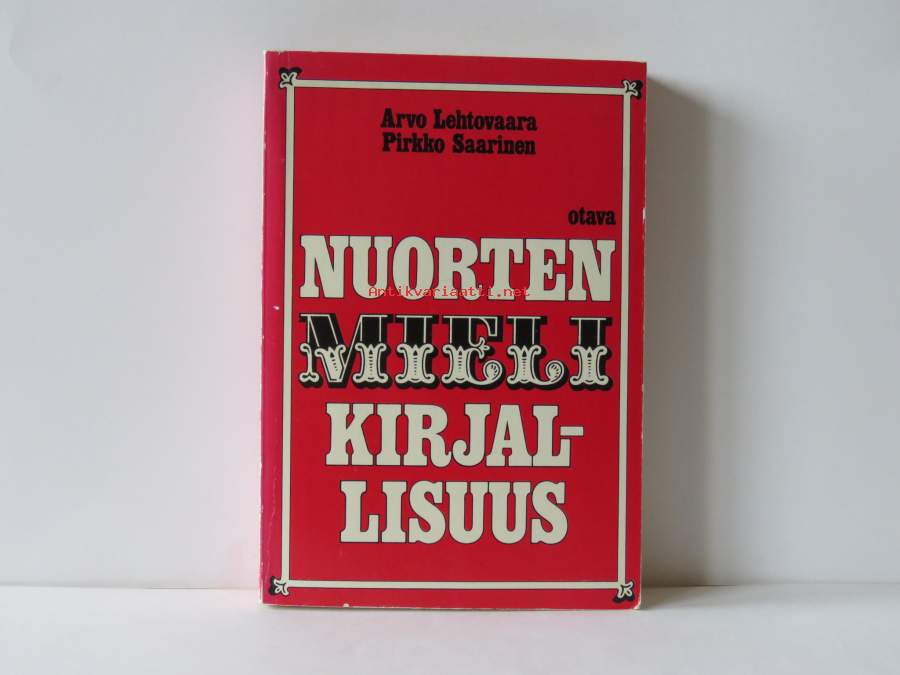 Arvo Lehtovaara
Pirkko Saarinen
otava
NUORTEN
Antikvariaatti.net
MIELI
KIRJAL-
LISUUS